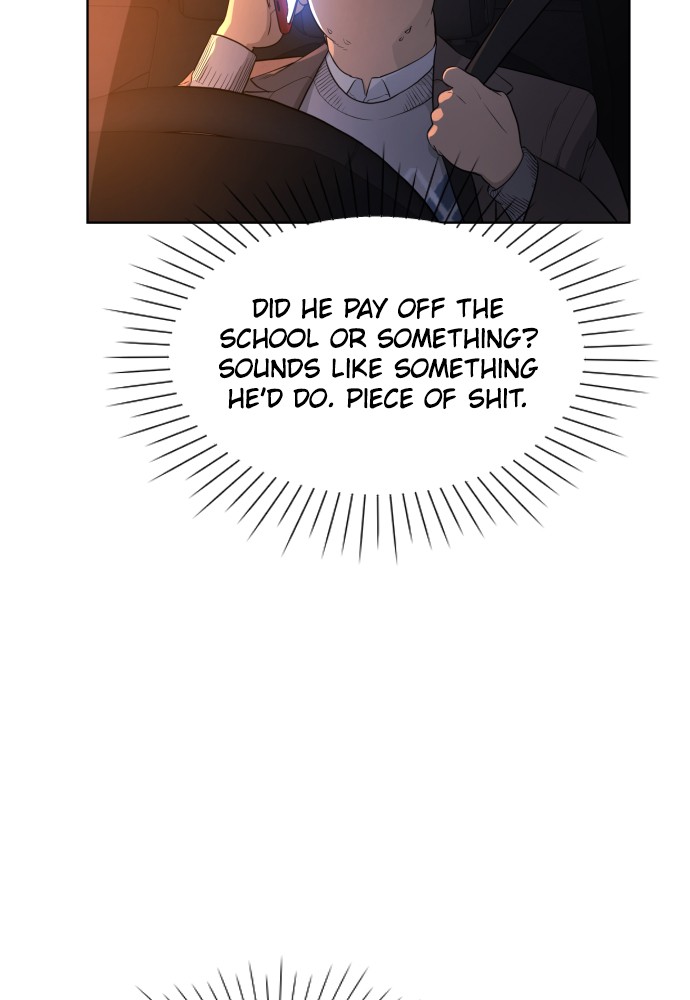 DID HE PAY OFF THE
SCHOOL OR SOMETHING?
SOUNDS LIKE SOMETHING
HE'D DO. PIECE OF SHIT.